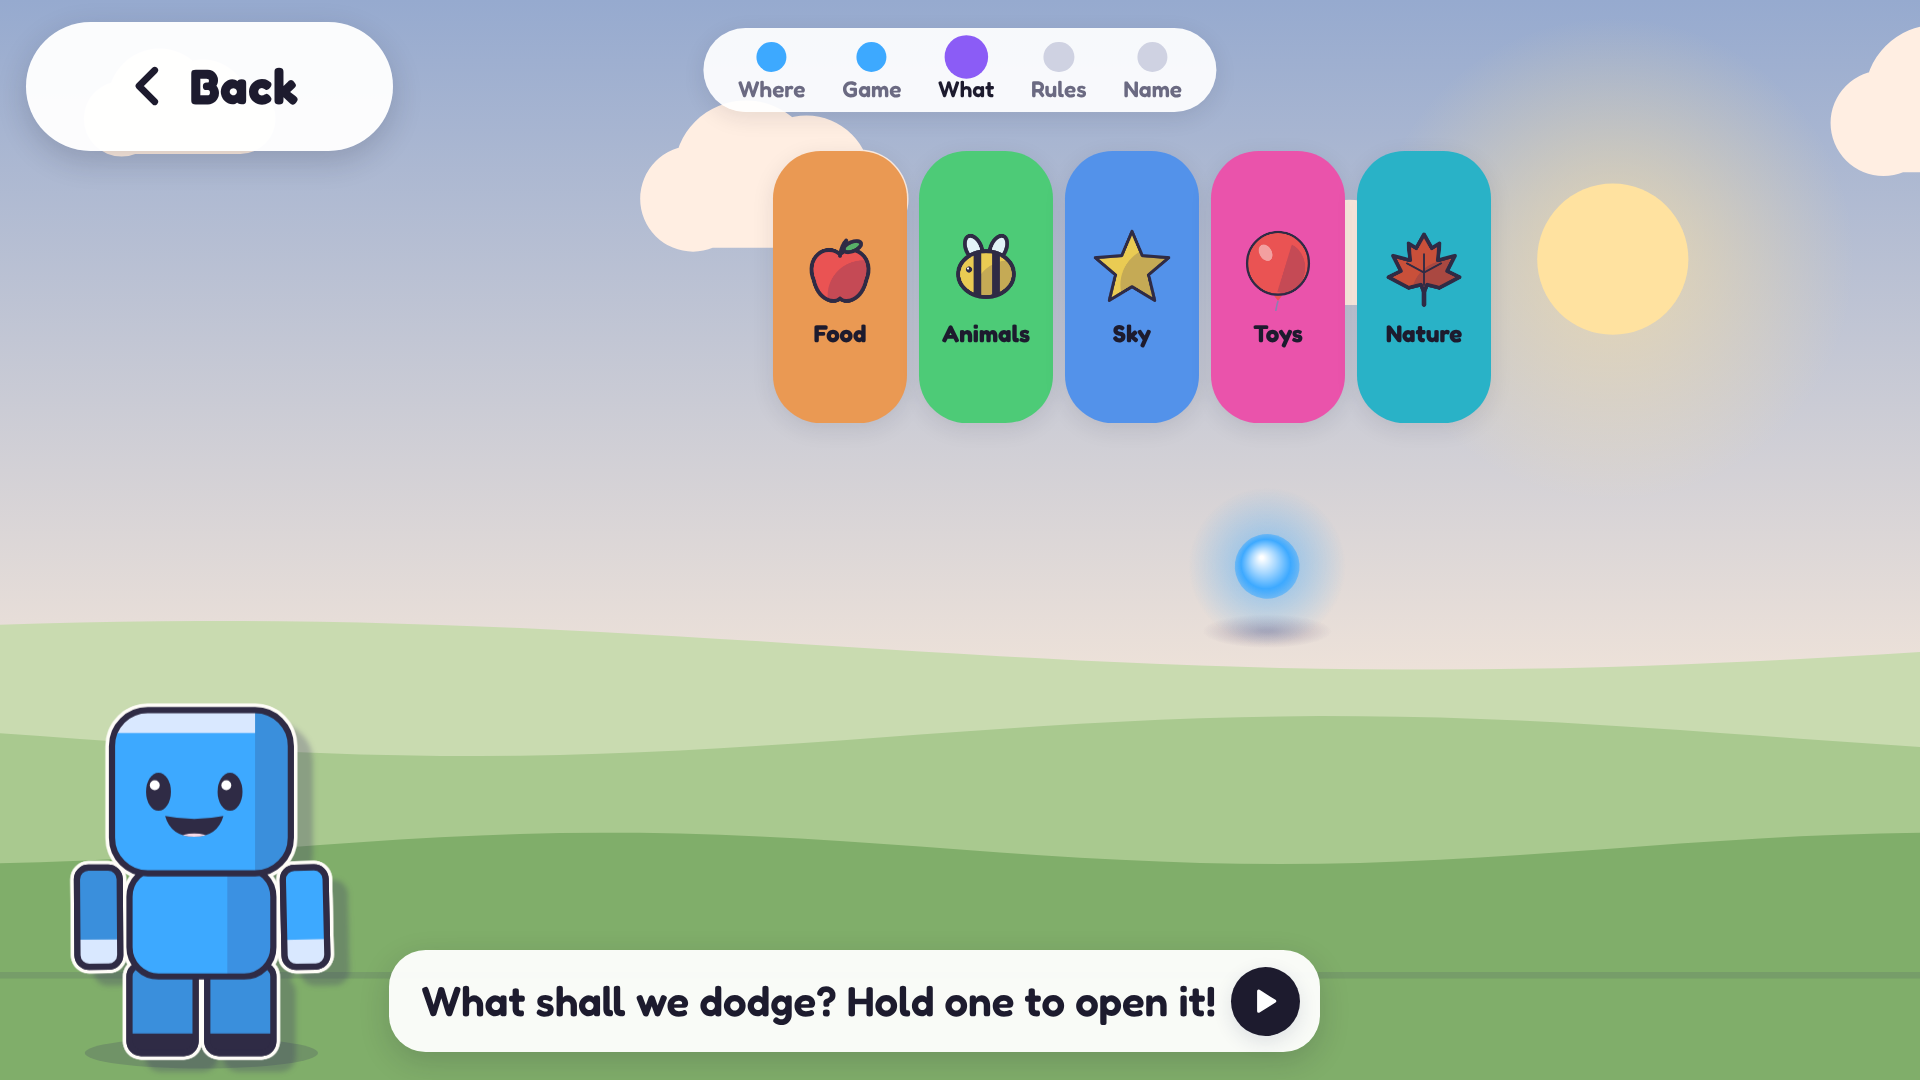 Back
Where
Game
What
Rules
Name
Food
Animals
Sky
Toys
Nature
What shall we dodge? Hold one to open it!